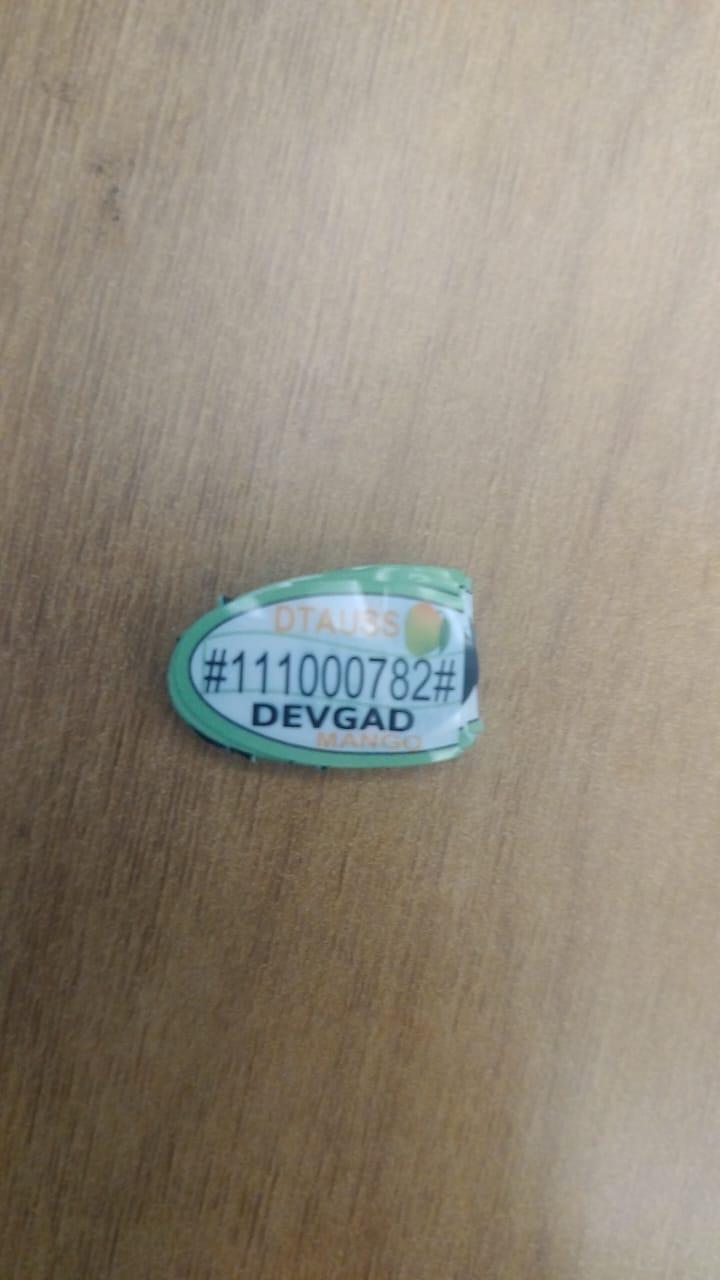 DTAUSS
#111000782#
DEVGAD
MANGO